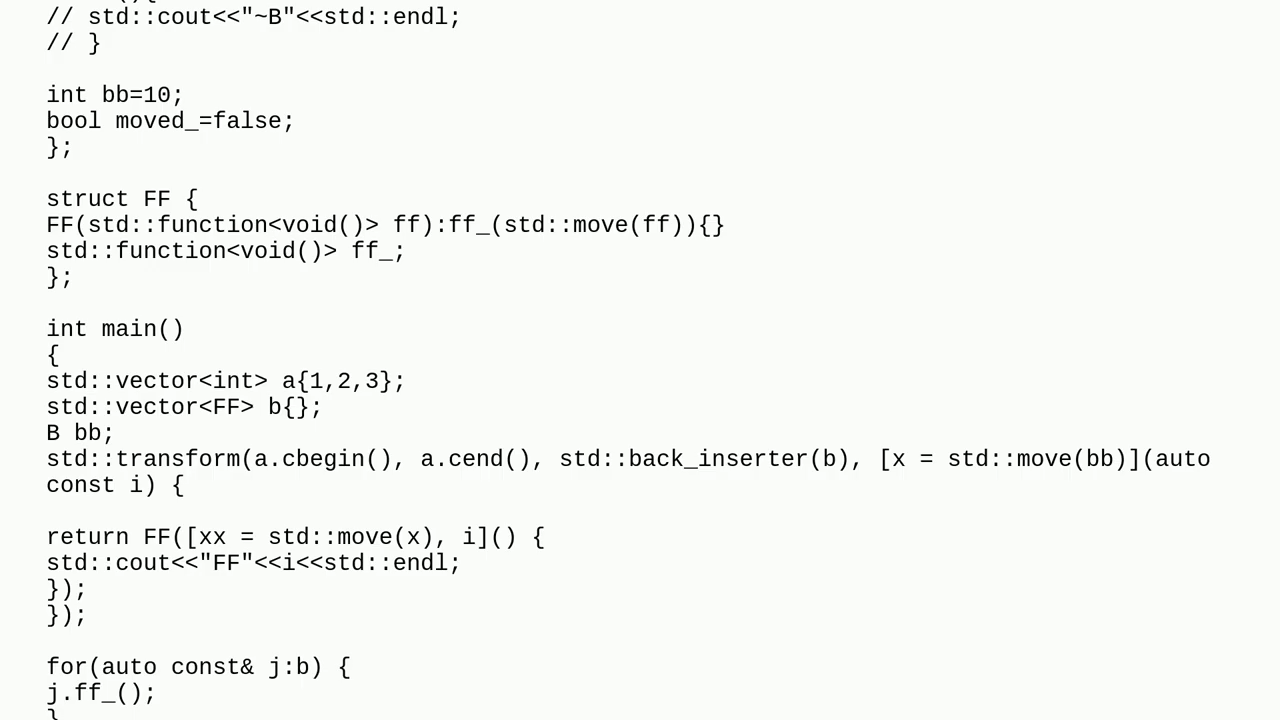 // std::cout<<"~B"<<std::endl;
// }
int bb=10;
bool moved_=false;
};
struct FF {
FF(std::function<void()> ff):ff_(std::move(ff)){}
std::function<void()> ff_;
};
int main()
{
std::vector<int> a{1,2,3};
std::vector<FF> b{};
B bb;
std::transform(a.cbegin(), a.cend(), std::back_inserter(b), [x = std::move(bb)](auto
const i) {
return FF([xx = std::move(x), i]() {
std::cout<<"FF"<<i<<std::endl;
});
});
for(auto const& j:b) {
j.ff_();
}